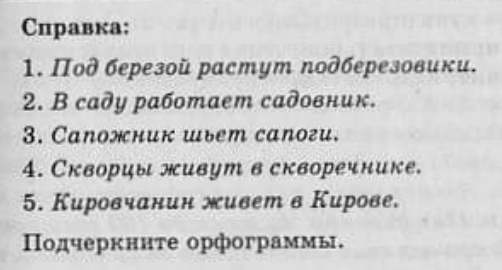 Справка:
1. Под березой растут подберезовики.
2. В саду работает садовник.
3. Сапожник шьет сапоги.
4. Скворцы живут в скворечнике.
5. Кировчанин живет в Кирове.
Подчеркните орфограммы.